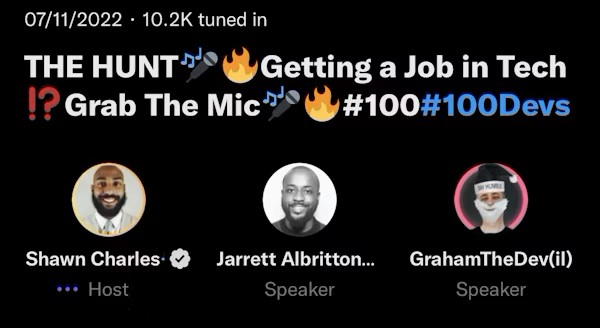 07/11/2022 · 10.2K tuned in
THE HUNT🎶🎤🔥Getting a Job in Tech
⁉️Grab The Mic🎶🎤🔥#100#100Devs
Shawn Charles Jarrett Albritton... GrahamTheDev(il)
Host Speaker Speaker